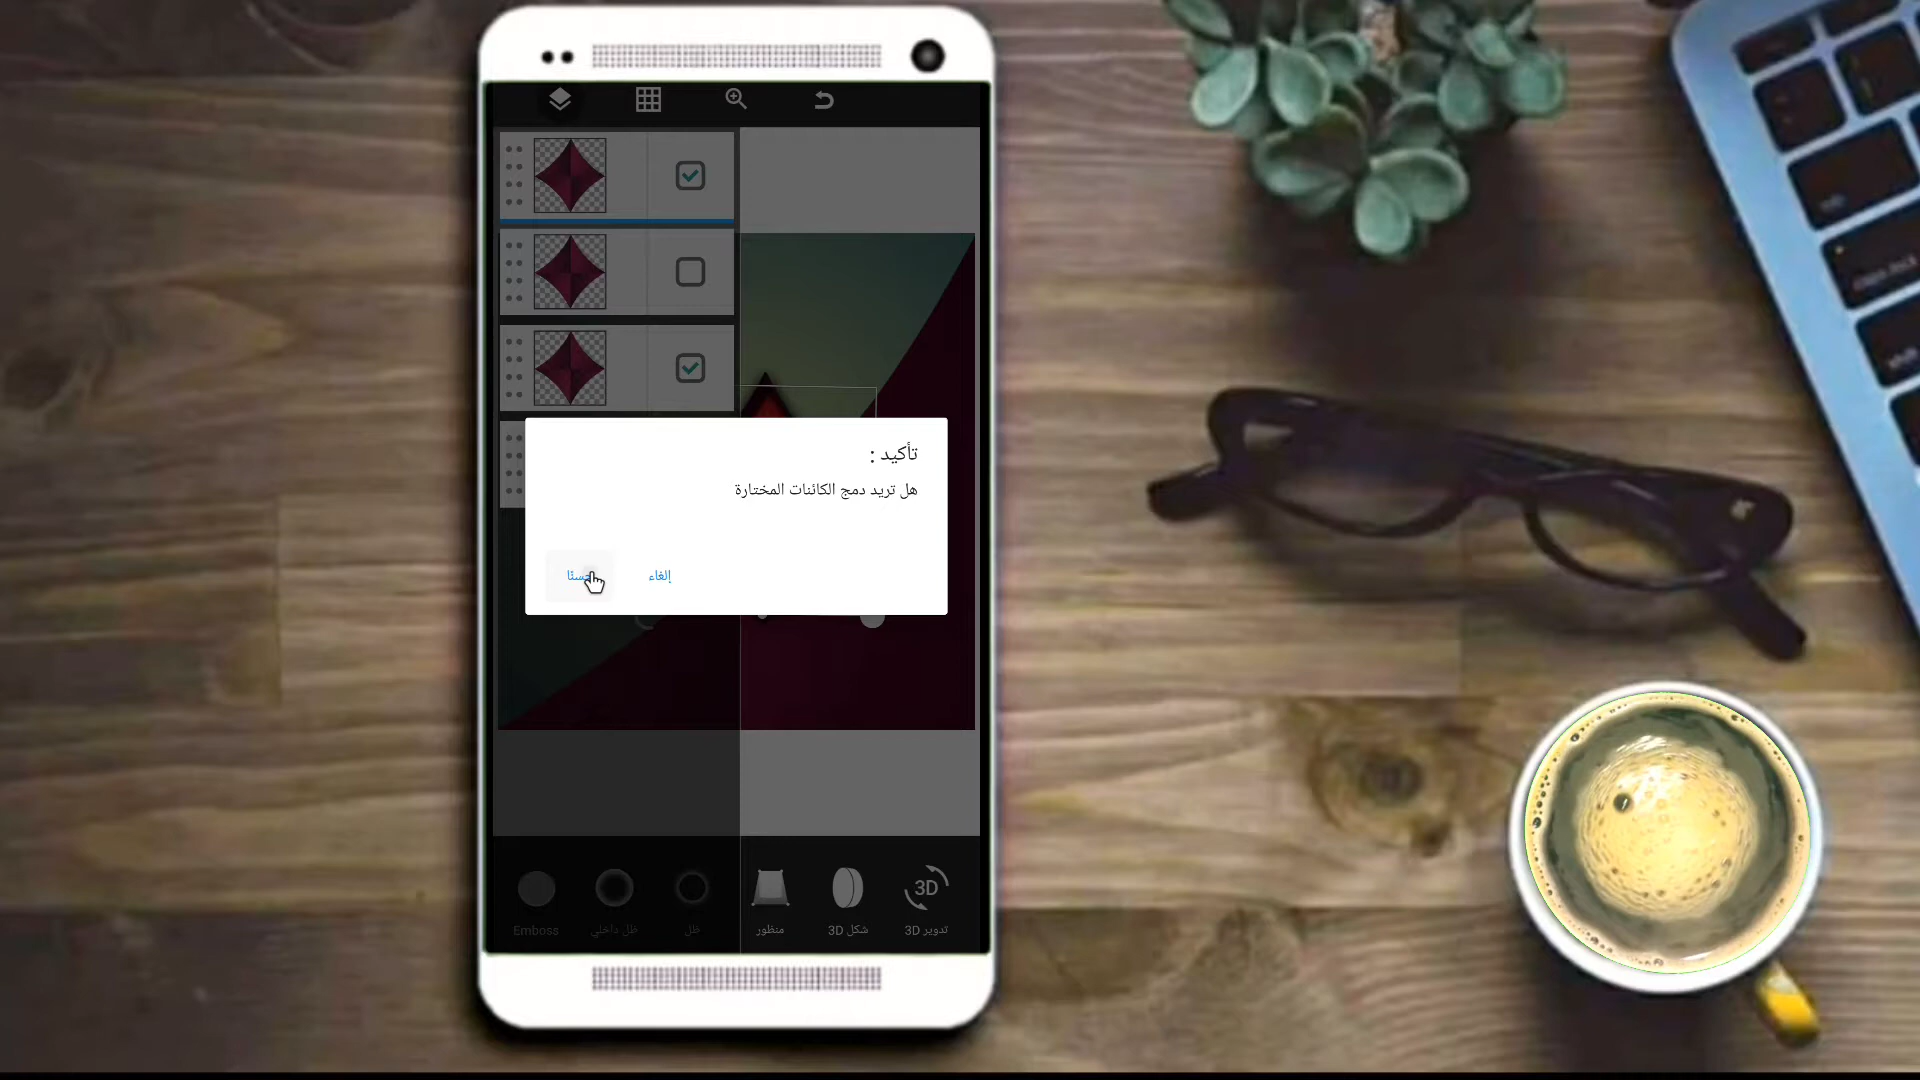 تأكيد :
هل تريد دمج الكائنات المختارة
إلغاء
Emboss
ظل داخلي
ظل
منظور
شكل 3D
تدوير 3D
3D